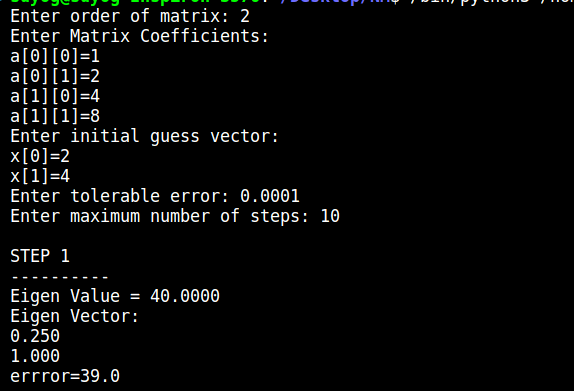 Enter order of matrix: 2
Enter Matrix Coefficients:
a[0][0]=1
a[0][1]=2
a[1][0]=4
a[1][1]=8
Enter initial guess vector:
x[0]=2
x[1]=4
Enter tolerable error: 0.0001
Enter maximum number of steps: 10
STEP 1
----------
Eigen Value = 40.0000
Eigen Vector:
0.250
1.000
errror=39.0